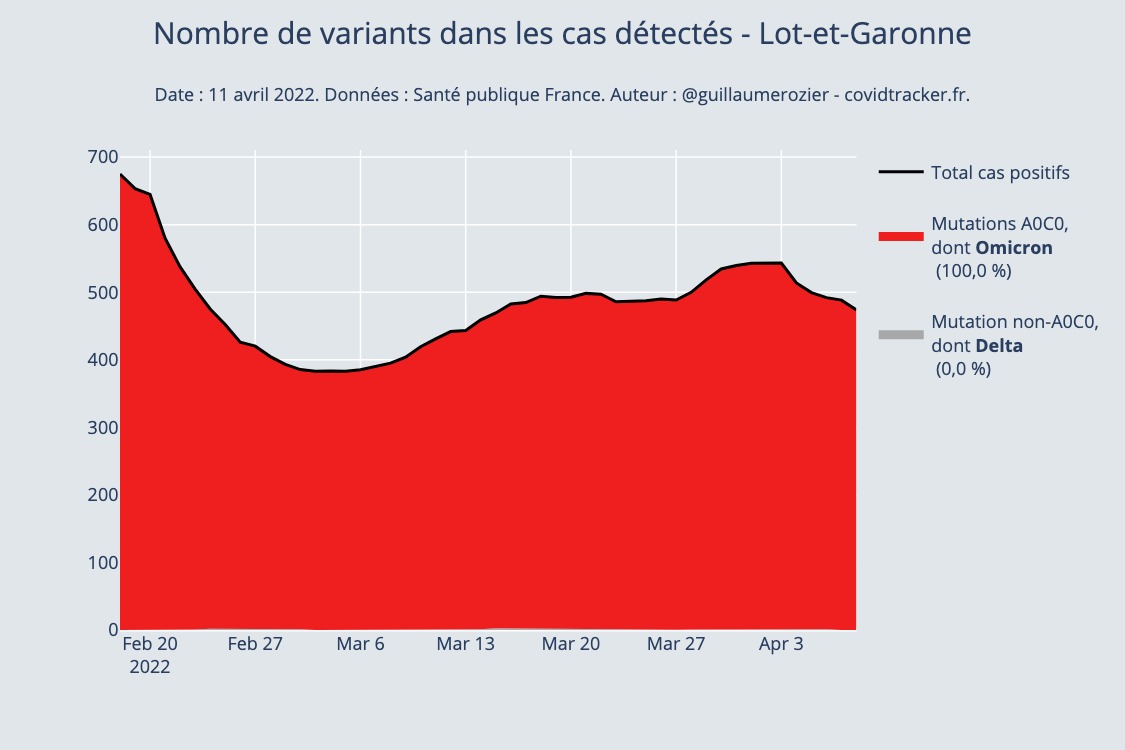 Nombre de variants dans les cas détectés - Lot-et-Garonne
Date : 11 avril 2022. Données : Santé publique France. Auteur : @guillaumerozier - covidtracker.fr.
700
600
500
400
300
200
100
0
Feb 20
2022
Feb 27
Mar 6
Mar 13
Mar 20
Mar 27
Apr 3
Total cas positifs
Mutations A0C0,
dont Omicron
(100,0 %)
Mutation non-A0C0,
dont Delta
(0,0 %)